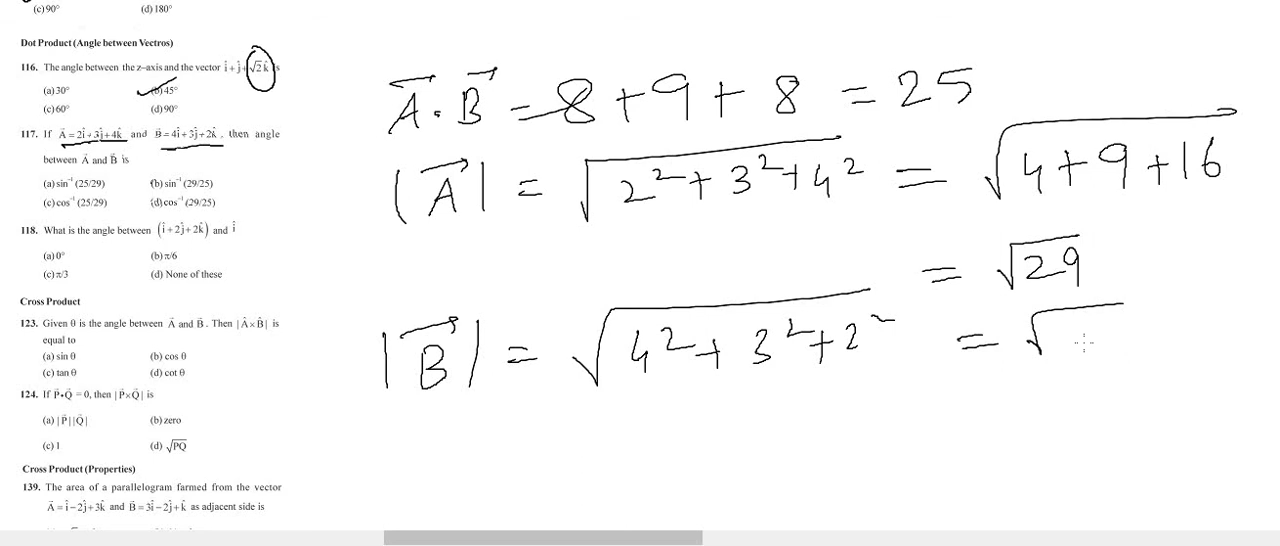 (c) 90° (d) 180°
Dot Product (Angle between Vectros)
116. The angle between the z–axis and the vector î + ĵ + √2 k̂ is
(a) 30° (b) 45°
(c) 60° (d) 90°
117. If A⃗ = 2î + 3ĵ + 4k̂ and B⃗ = 4î + 3ĵ + 2k̂ , then angle
between A⃗ and B⃗ is
(a) sin⁻¹ (25/29) (b) sin⁻¹ (29/25)
(c) cos⁻¹ (25/29) (d) cos⁻¹ (29/25)
118. What is the angle between (î + 2ĵ + 2k̂) and î
(a) 0° (b) π/6
(c) π/3 (d) None of these
Cross Product
123. Given θ is the angle between A⃗ and B⃗ . Then | Â × B̂ | is
equal to
(a) sin θ (b) cos θ
(c) tan θ (d) cot θ
124. If P⃗ • Q⃗ = 0, then | P⃗ × Q⃗ | is
(a) | P⃗ | | Q⃗ | (b) zero
(c) 1 (d) √PQ
Cross Product (Properties)
139. The area of a parallelogram farmed from the vector
A⃗ = î – 2ĵ + 3k̂ and B⃗ = 3î – 2ĵ + k̂ as adjacent side is
A⃗ . B⃗ = 8 + 9 + 8 = 25
|A⃗| = √(2² + 3² + 4²) = √(4 + 9 + 16)
= √29
|B⃗| = √(4² + 3² + 2²) = √